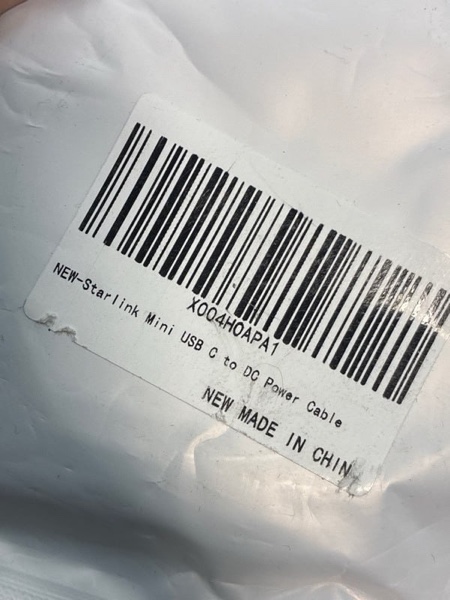 X004H0APA1
NEW-Starlink Mini USB C to DC Power Cable
NEW MADE IN CHIN